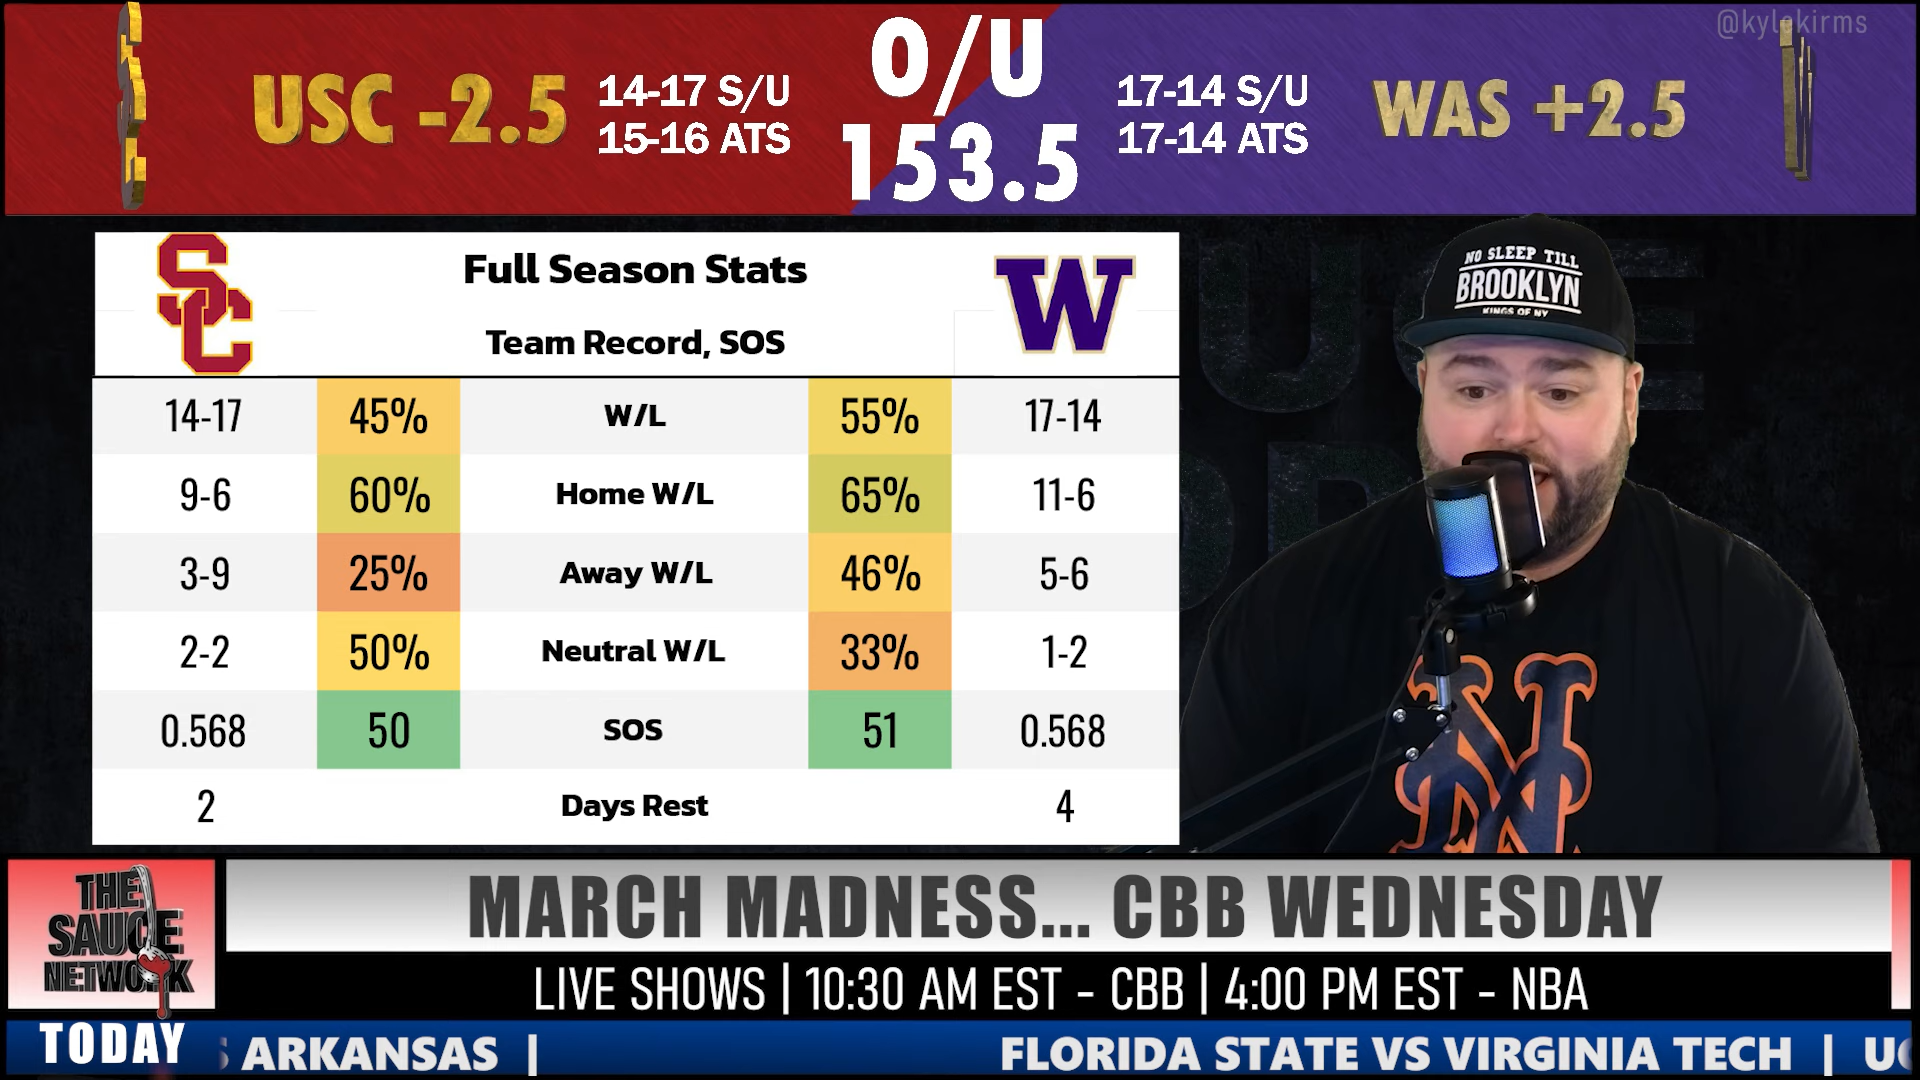 @kylekirms
USC -2.5
14-17 S/U
15-16 ATS
O/U
153.5
17-14 S/U
17-14 ATS
WAS +2.5
SC
Full Season Stats
W
Team Record, SOS
14-17 45% W/L 55% 17-14
9-6 60% Home W/L 65% 11-6
3-9 25% Away W/L 46% 5-6
2-2 50% Neutral W/L 33% 1-2
0.568 50 SOS 51 0.568
2 Days Rest 4
NO SLEEP TILL
BROOKLYN
KINGS OF NY
NY
THE
SAUCE
NETWORK
MARCH MADNESS... CBB WEDNESDAY
LIVE SHOWS | 10:30 AM EST - CBB | 4:00 PM EST - NBA
TODAY
ARKANSAS | FLORIDA STATE VS VIRGINIA TECH |